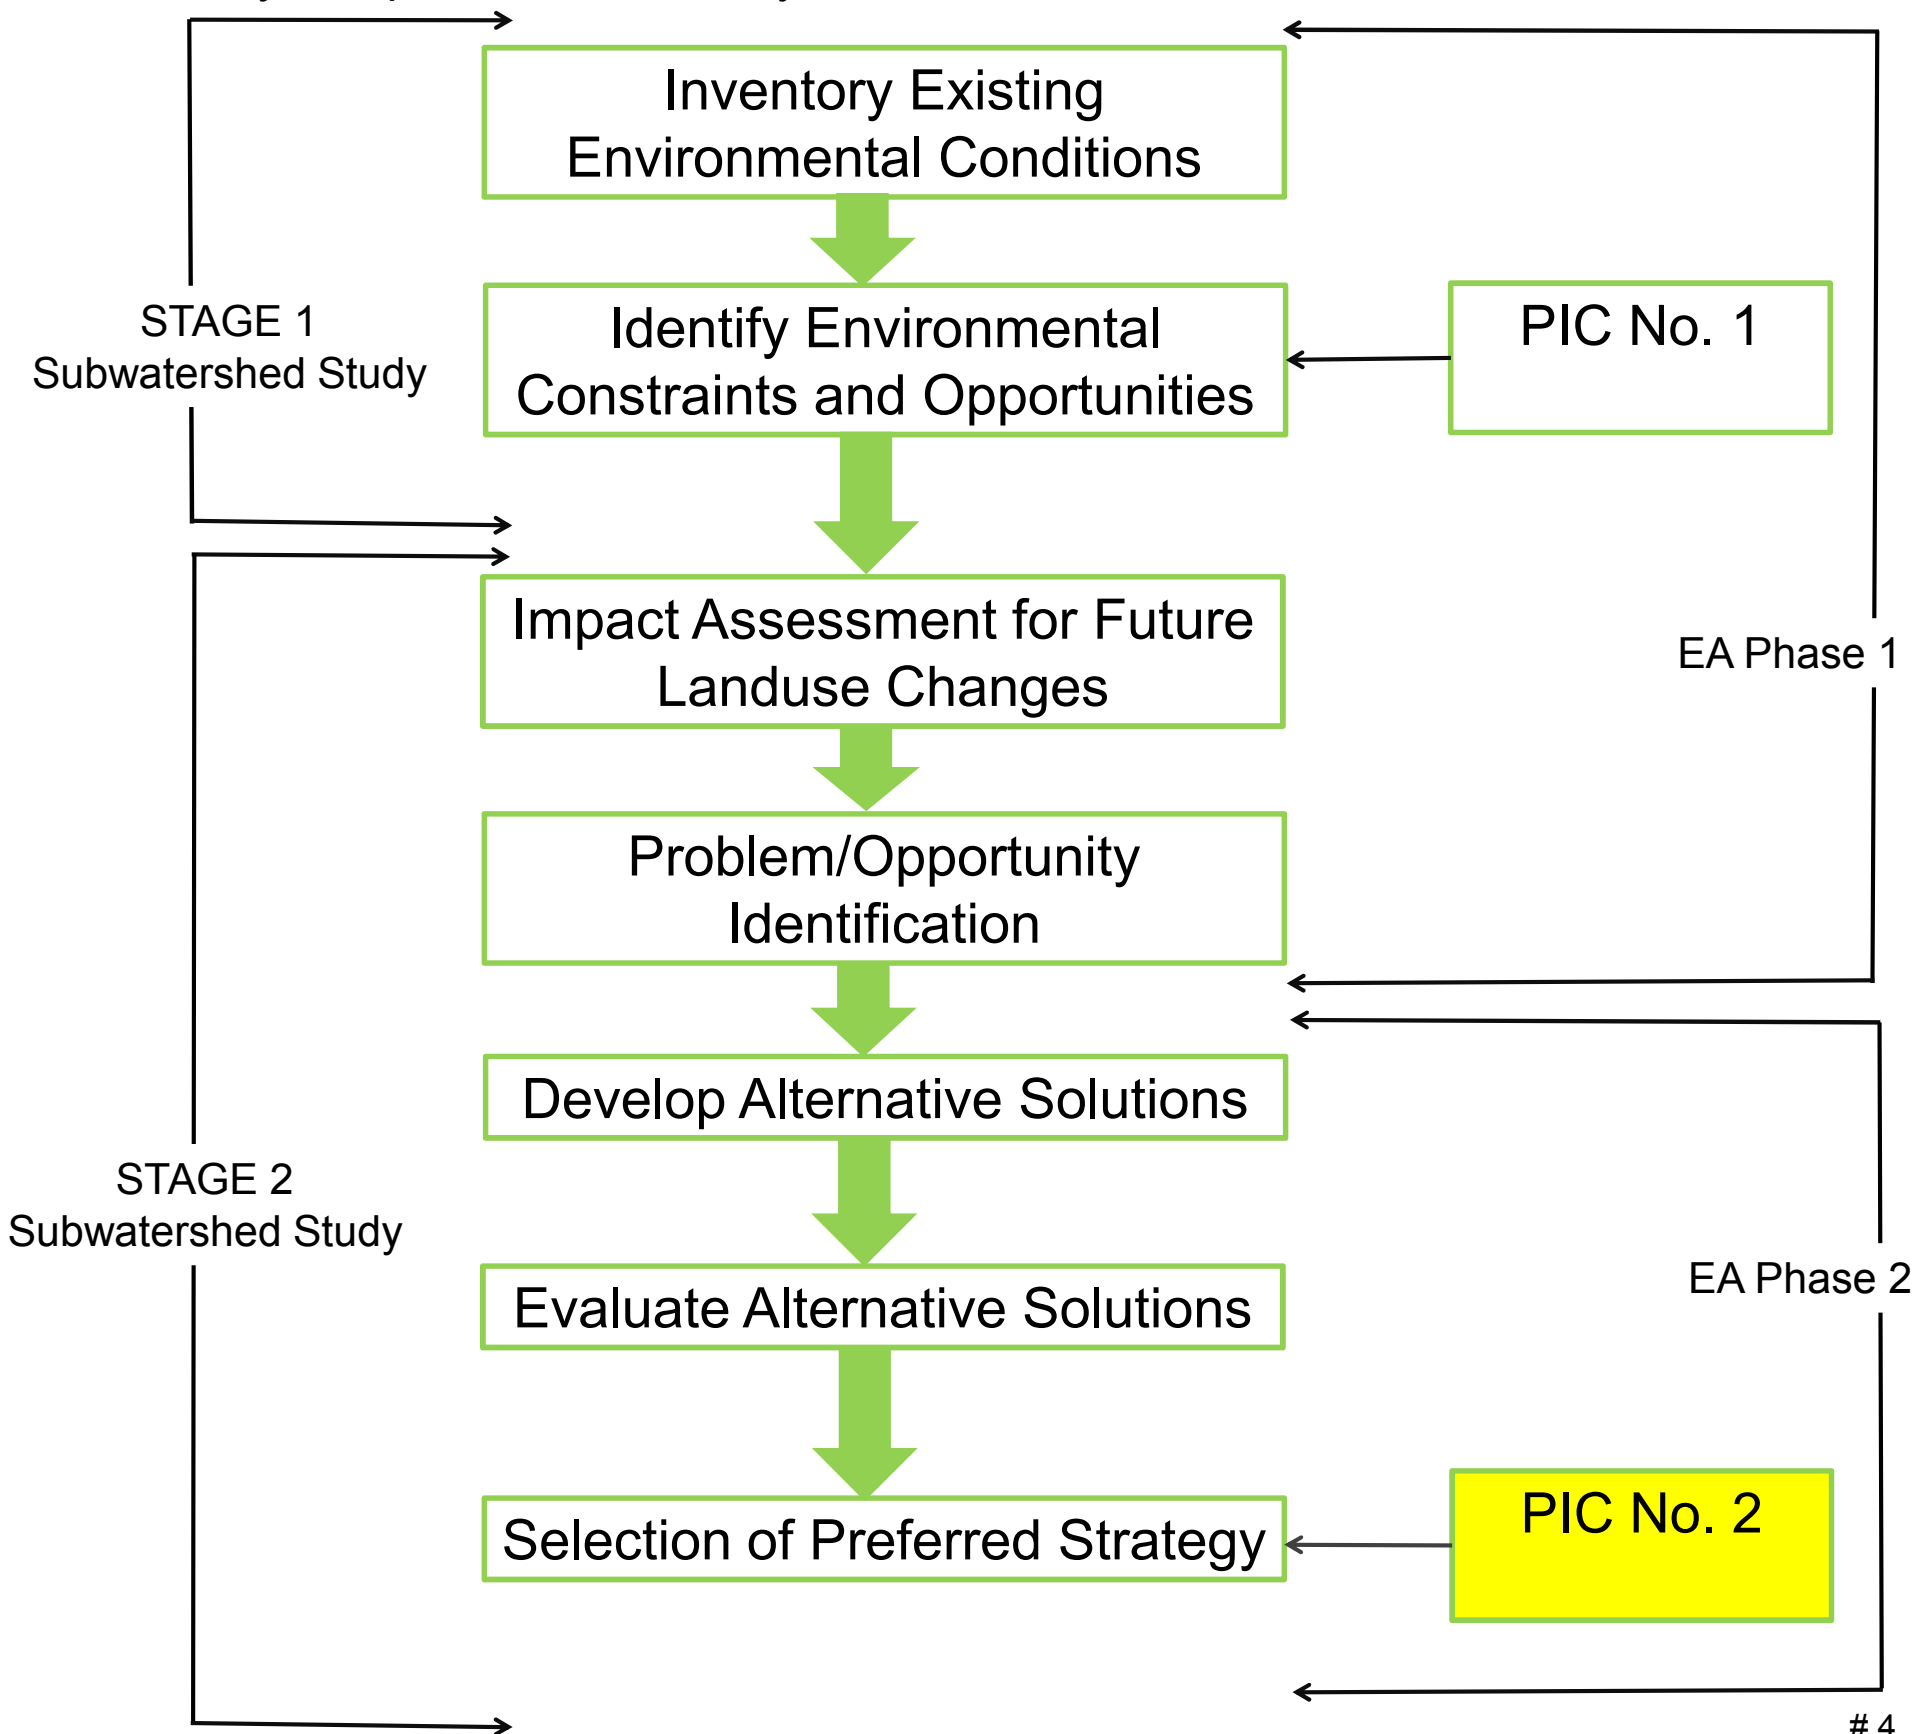 Inventory Existing
Environmental Conditions
STAGE 1
Subwatershed Study
Identify Environmental
Constraints and Opportunities
PIC No. 1
Impact Assessment for Future
Landuse Changes
EA Phase 1
Problem/Opportunity
Identification
Develop Alternative Solutions
STAGE 2
Subwatershed Study
Evaluate Alternative Solutions
EA Phase 2
Selection of Preferred Strategy
PIC No. 2
# 4